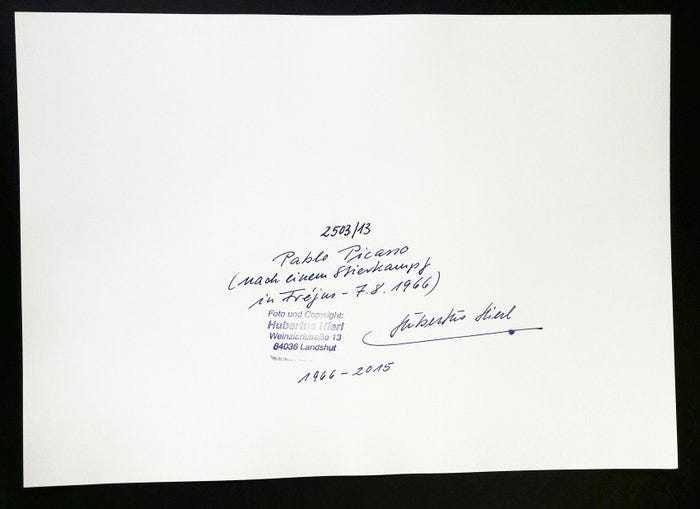 2503/13
Pablo Picasso
(nach einem Stierkampf
in Fréjus - 7.8.1966)
Foto und Copyright:
Hubertus Hierl
Weinzierlstraße 13
84036 Landshut
Hubertus Hierl
1966 - 2015